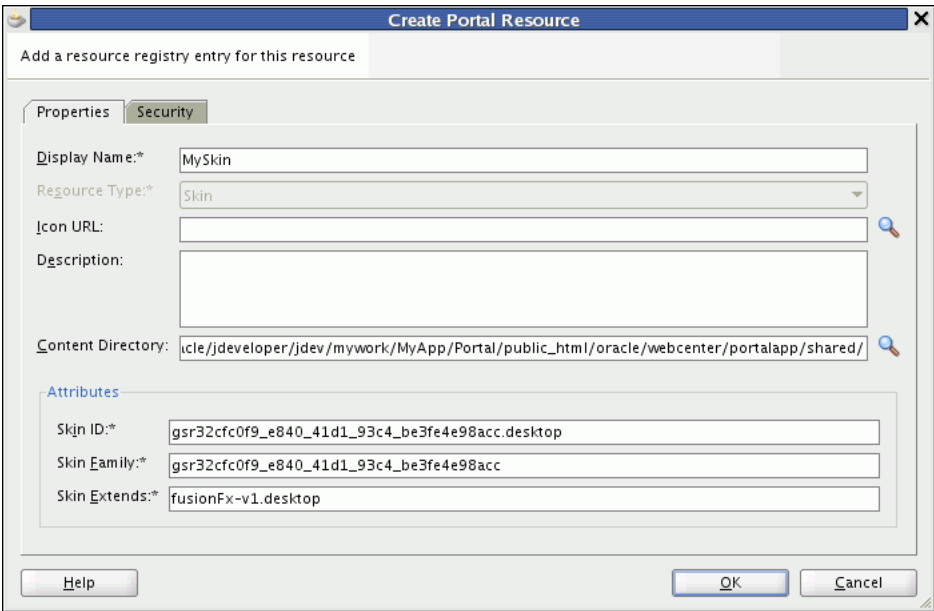 Create Portal Resource
Add a resource registry entry for this resource
Properties Security
Display Name:* MySkin
Resource Type:* Skin
Icon URL:
Description:
Content Directory: cle/jdeveloper/jdev/mywork/MyApp/Portal/public_html/oracle/webcenter/portalapp/shared/
Attributes
Skin ID:* gsr32cfc0f9_e840_41d1_93c4_be3fe4e98acc.desktop
Skin Family:* gsr32cfc0f9_e840_41d1_93c4_be3fe4e98acc
Skin Extends:* fusionFx-v1.desktop
Help OK Cancel